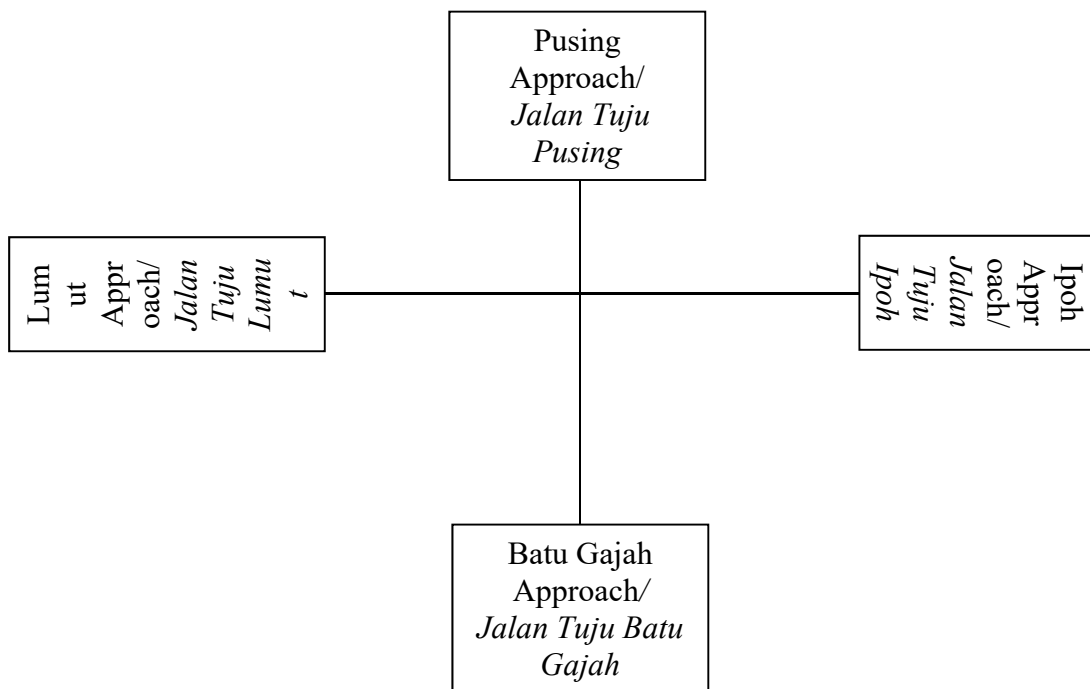 Pusing
Approach/
Jalan Tuju
Pusing
Lum
ut
Appr
oach/
Jalan
Tuju
Lumu
t
Ipoh
Appr
oach/
Jalan
Tuju
Ipoh
Batu Gajah
Approach/
Jalan Tuju Batu
Gajah